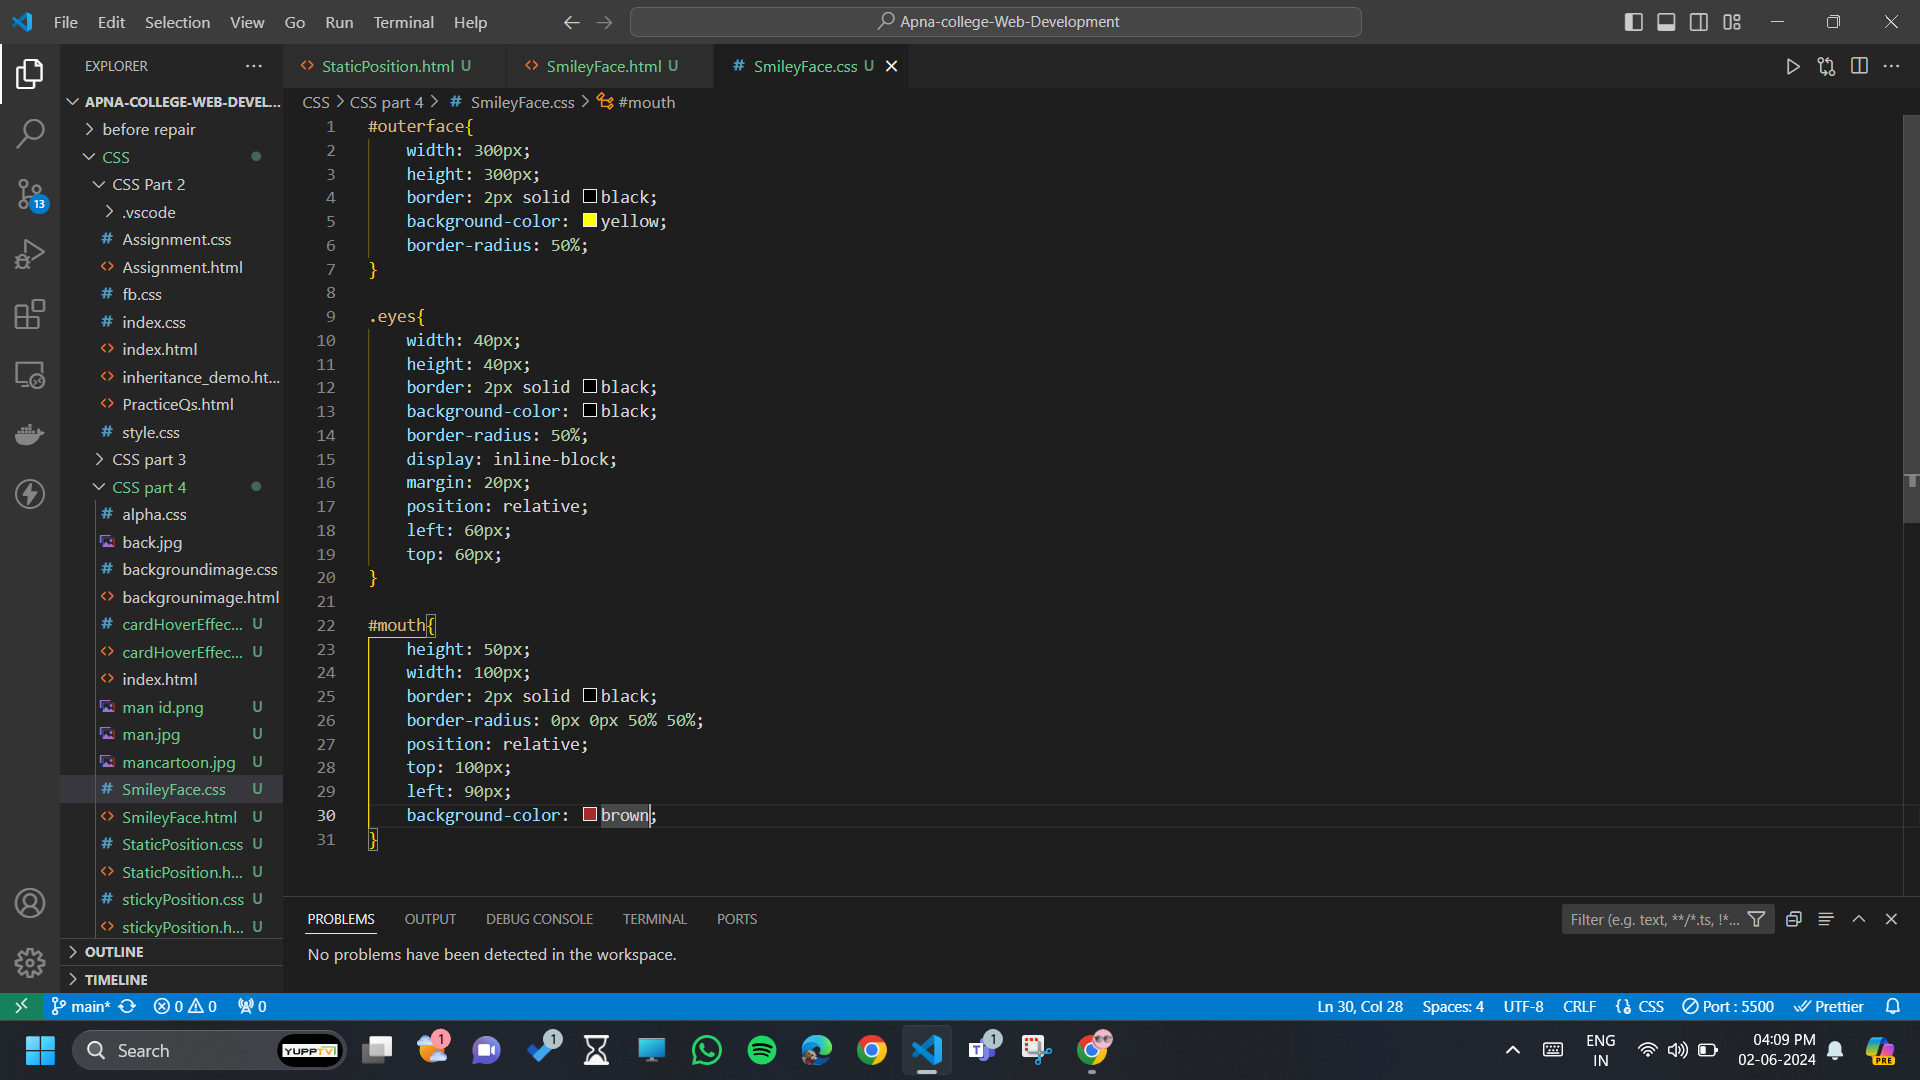 File Edit Selection View Go Run Terminal Help
Apna-college-Web-Development
EXPLORER
StaticPosition.html U
SmileyFace.html U
# SmileyFace.css U
APNA-COLLEGE-WEB-DEVEL...
before repair
CSS
CSS Part 2
.vscode
# Assignment.css
Assignment.html
# fb.css
# index.css
index.html
inheritance_demo.ht...
PracticeQs.html
# style.css
CSS part 3
CSS part 4
# alpha.css
back.jpg
# backgroundimage.css
backgrounimage.html
# cardHoverEffec... U
cardHoverEffec... U
index.html
man id.png U
man.jpg U
mancartoon.jpg U
# SmileyFace.css U
SmileyFace.html U
# StaticPosition.css U
StaticPosition.h... U
# stickyPosition.css U
stickyPosition.h... U
OUTLINE
TIMELINE
13
CSS > CSS part 4 > # SmileyFace.css > #mouth
1 #outerface{
2 width: 300px;
3 height: 300px;
4 border: 2px solid black;
5 background-color: yellow;
6 border-radius: 50%;
7 }
8
9 .eyes{
10 width: 40px;
11 height: 40px;
12 border: 2px solid black;
13 background-color: black;
14 border-radius: 50%;
15 display: inline-block;
16 margin: 20px;
17 position: relative;
18 left: 60px;
19 top: 60px;
20 }
21
22 #mouth{
23 height: 50px;
24 width: 100px;
25 border: 2px solid black;
26 border-radius: 0px 0px 50% 50%;
27 position: relative;
28 top: 100px;
29 left: 90px;
30 background-color: brown;
31 }
PROBLEMS OUTPUT DEBUG CONSOLE TERMINAL PORTS
Filter (e.g. text, **/*.ts, !*...
No problems have been detected in the workspace.
main* 0 0 0
Ln 30, Col 28 Spaces: 4 UTF-8 CRLF CSS Port : 5500 Prettier
Search
YUPPTV
1
1
1
PRE
ENG
IN
04:09 PM
02-06-2024